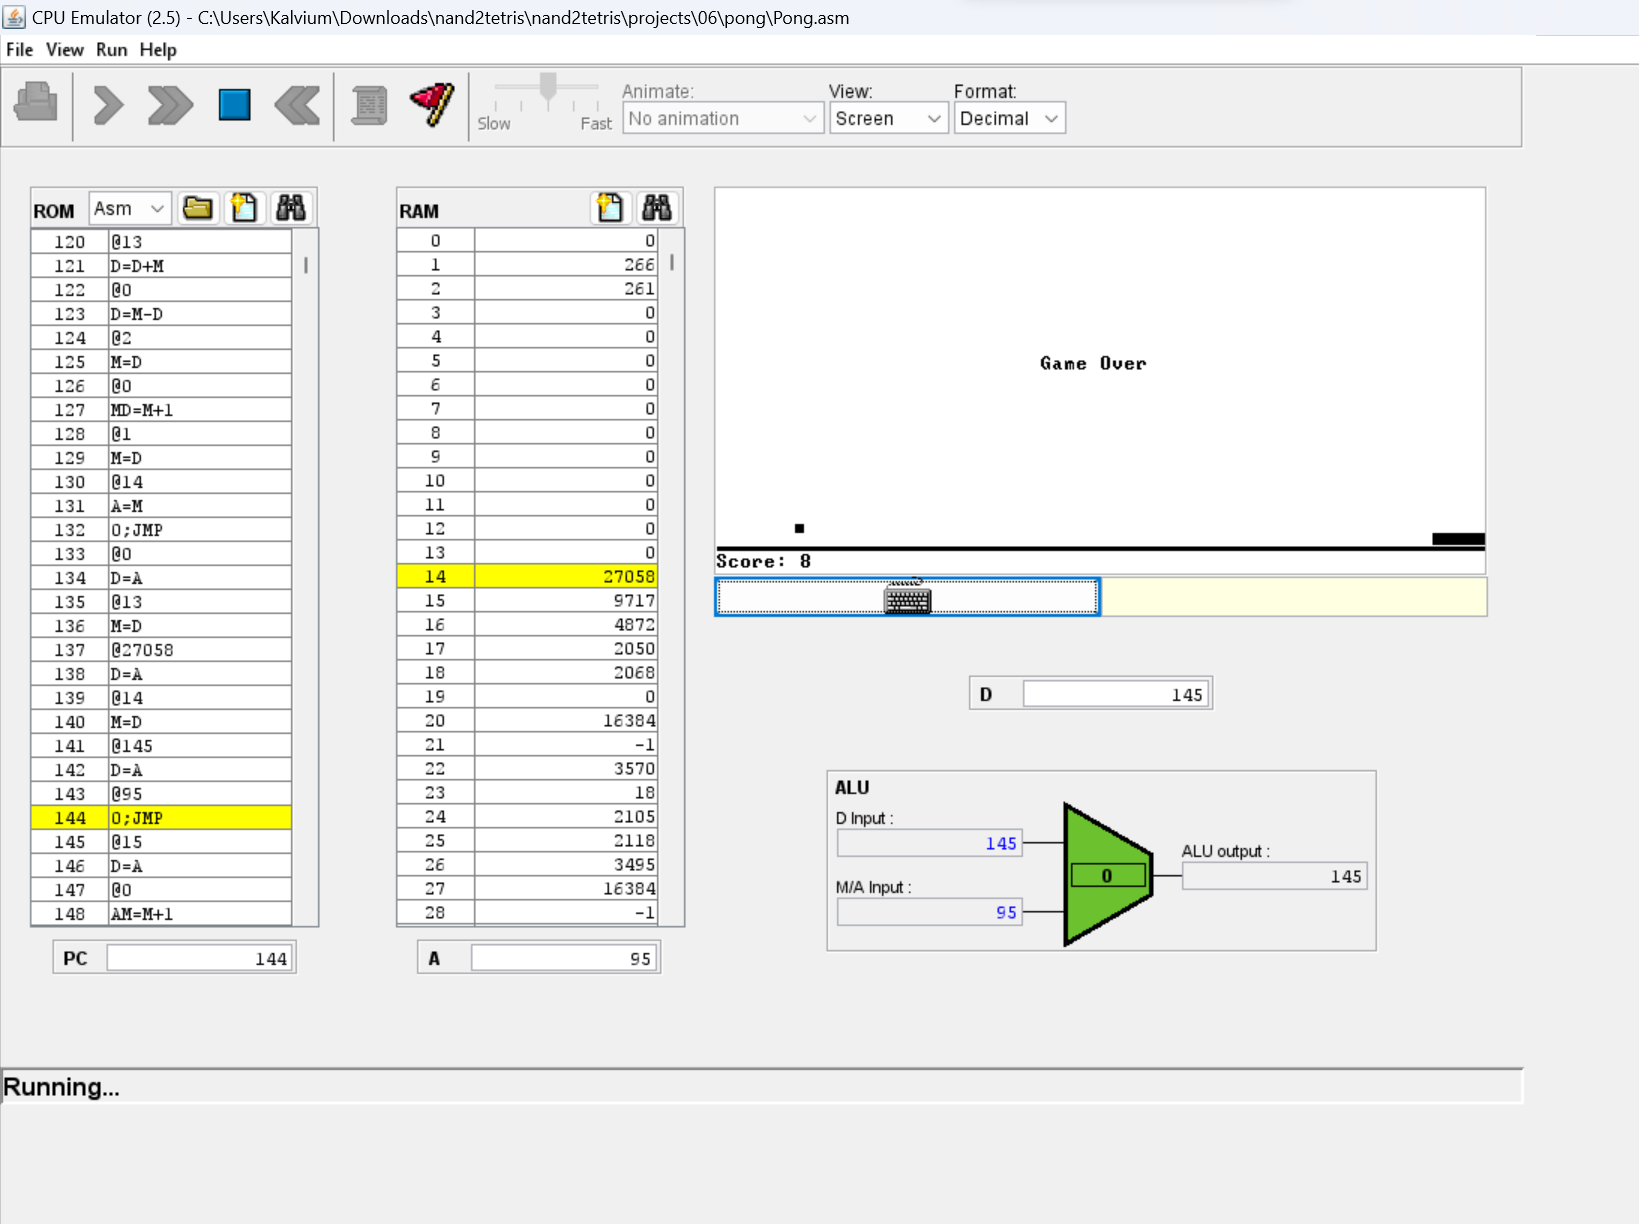 CPU Emulator (2.5) - C:\Users\Kalvium\Downloads\nand2tetris\nand2tetris\projects\06\pong\Pong.asm
File View Run Help
Slow Fast
Animate:
No animation
View:
Screen
Format:
Decimal
ROM Asm
120 @13
121 D=D+M
122 @0
123 D=M-D
124 @2
125 M=D
126 @0
127 MD=M+1
128 @1
129 M=D
130 @14
131 A=M
132 0;JMP
133 @0
134 D=A
135 @13
136 M=D
137 @27058
138 D=A
139 @14
140 M=D
141 @145
142 D=A
143 @95
144 0;JMP
145 @15
146 D=A
147 @0
148 AM=M+1
PC 144
RAM
0 0
1 266
2 261
3 0
4 0
5 0
6 0
7 0
8 0
9 0
10 0
11 0
12 0
13 0
14 27058
15 9717
16 4872
17 2050
18 2068
19 0
20 16384
21 -1
22 3570
23 18
24 2105
25 2118
26 3495
27 16384
28 -1
A 95
Game Over
Score: 8
D 145
ALU
D Input :
145
M/A Input :
95
0
ALU output :
145
Running...